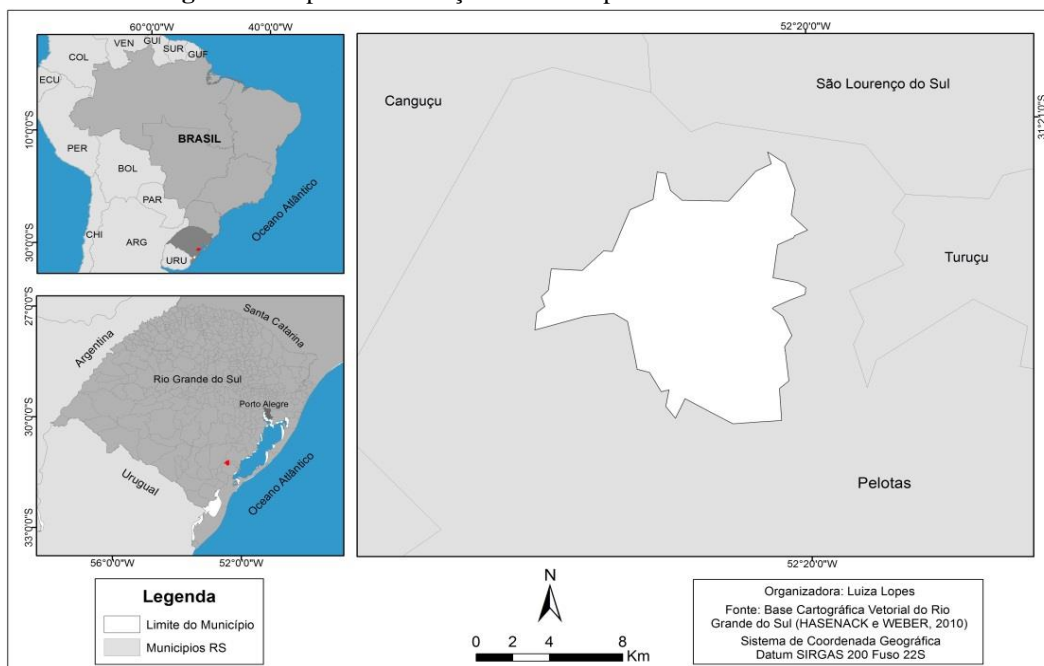 60°0'0"W
40°0'0"W
10°0'0"S
30°0'0"S
VEN
GUI
SUR
GUF
COL
ECU
BRASIL
PER
BOL
PAR
CHI
ARG
URU
Oceano Atlântico
27°0'0"S
30°0'0"S
33°0'0"S
Argentina
Santa Catarina
Rio Grande do Sul
Porto Alegre
Uruguai
Oceano Atlântico
56°0'0"W
52°0'0"W
52°20'0"W
Canguçu
São Lourenço do Sul
31°21'0"S
Turuçu
Pelotas
52°20'0"W
Legenda
Limite do Município
Municípios RS
N
0 2 4 8
Km
Organizadora: Luiza Lopes
Fonte: Base Cartográfica Vetorial do Rio
Grande do Sul (HASENACK e WEBER, 2010)
Sistema de Coordenada Geográfica
Datum SIRGAS 200 Fuso 22S